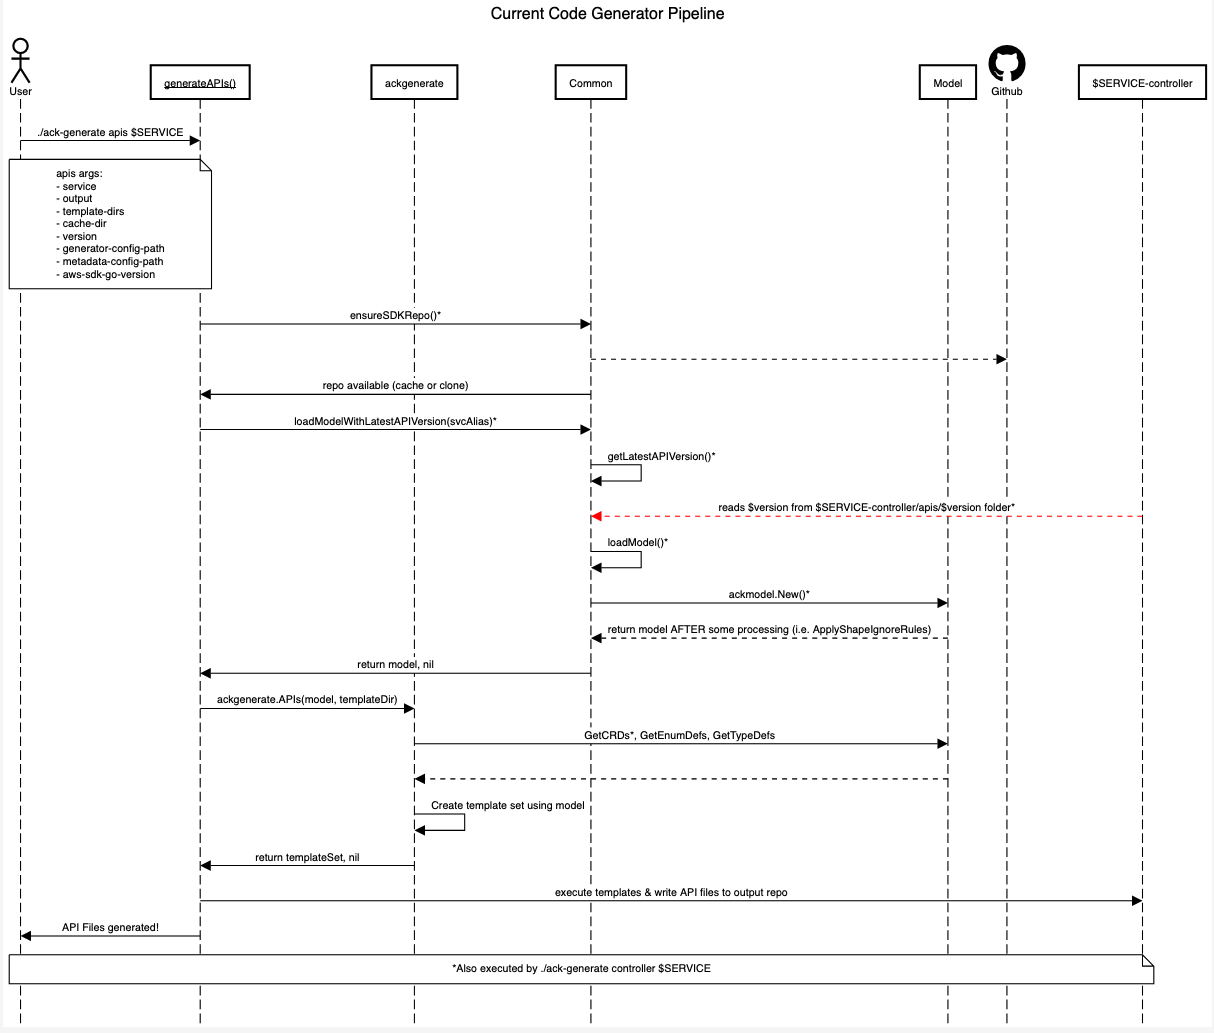 Current Code Generator Pipeline
User
generateAPIs()
ackgenerate
Common
Model
Github
$SERVICE-controller
./ack-generate apis $SERVICE
apis args:
- service
- output
- template-dirs
- cache-dir
- version
- generator-config-path
- metadata-config-path
- aws-sdk-go-version
ensureSDKRepo()*
repo available (cache or clone)
loadModelWithLatestAPIVersion(svcAlias)*
getLatestAPIVersion()*
reads $version from $SERVICE-controller/apis/$version folder*
loadModel()*
ackmodel.New()*
return model AFTER some processing (i.e. ApplyShapeIgnoreRules)
return model, nil
ackgenerate.APIs(model, templateDir)
GetCRDs*, GetEnumDefs, GetTypeDefs
Create template set using model
return templateSet, nil
execute templates & write API files to output repo
API Files generated!
*Also executed by ./ack-generate controller $SERVICE